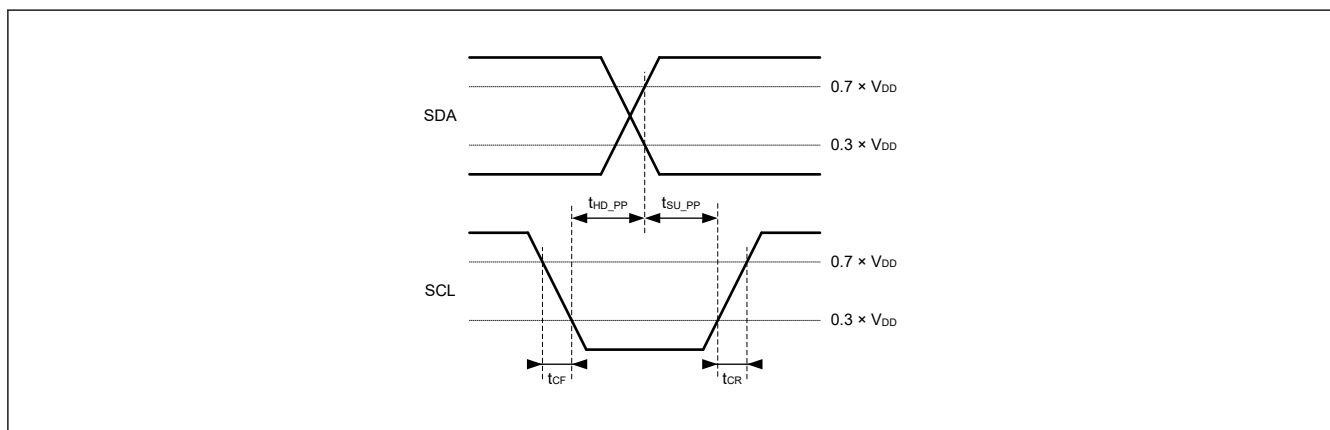 0.7 × VDD
SDA
0.3 × VDD
tHD_PP tSU_PP
0.7 × VDD
SCL
0.3 × VDD
tCF tCR